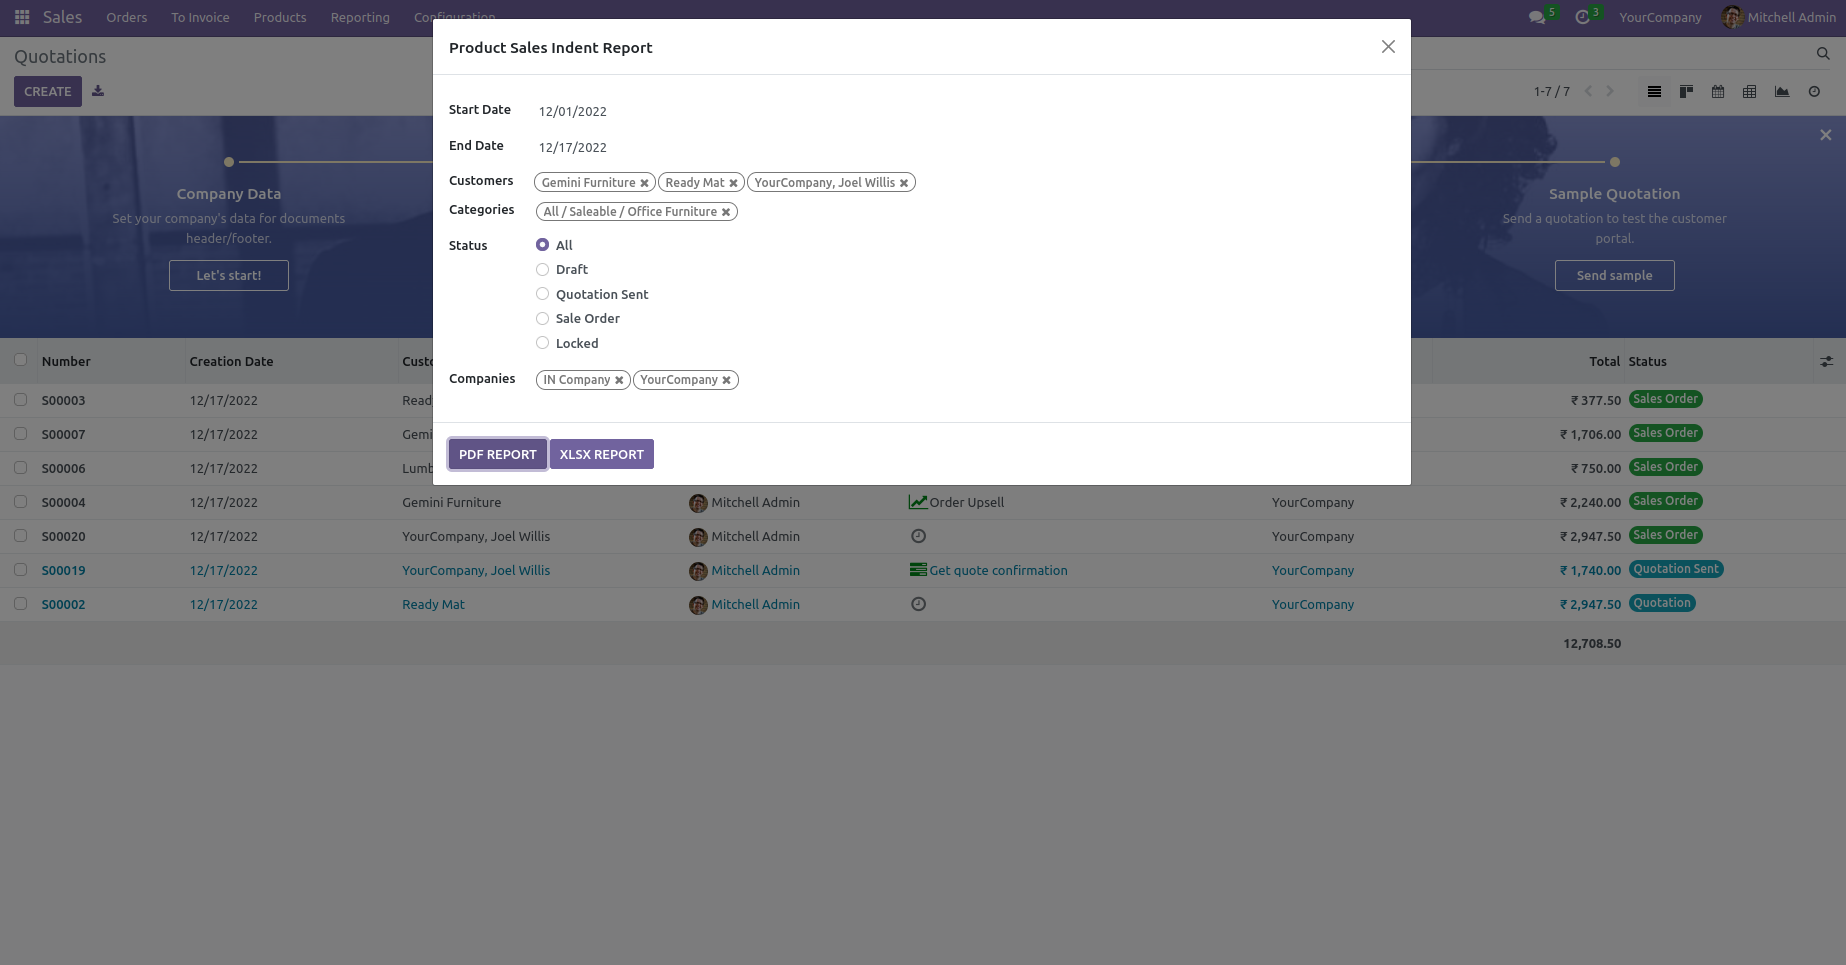 Sales Orders To Invoice Products Reporting Configuration 5 3 YourCompany Mitchell Admin
Quotations
CREATE
1-7 / 7
Product Sales Indent Report
Start Date 12/01/2022
End Date 12/17/2022
Customers Gemini Furniture Ready Mat YourCompany, Joel Willis
Categories All / Saleable / Office Furniture
Status All
Draft
Quotation Sent
Sale Order
Locked
Companies IN Company YourCompany
PDF REPORT XLSX REPORT
Company Data
Set your company's data for documents
header/footer.
Let's start!
Sample Quotation
Send a quotation to test the customer
portal.
Send sample
Number Creation Date Custo Total Status
S00003 12/17/2022 Read ₹ 377.50 Sales Order
S00007 12/17/2022 Gemi ₹ 1,706.00 Sales Order
S00006 12/17/2022 Lumb ₹ 750.00 Sales Order
S00004 12/17/2022 Gemini Furniture Mitchell Admin Order Upsell YourCompany ₹ 2,240.00 Sales Order
S00020 12/17/2022 YourCompany, Joel Willis Mitchell Admin YourCompany ₹ 2,947.50 Sales Order
S00019 12/17/2022 YourCompany, Joel Willis Mitchell Admin Get quote confirmation YourCompany ₹ 1,740.00 Quotation Sent
S00002 12/17/2022 Ready Mat Mitchell Admin YourCompany ₹ 2,947.50 Quotation
12,708.50